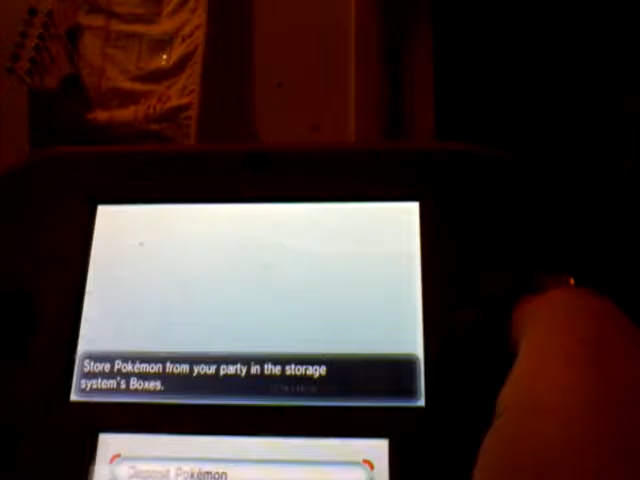 Store Pokémon from your party in the storage
system's Boxes.
Deposit Pokémon